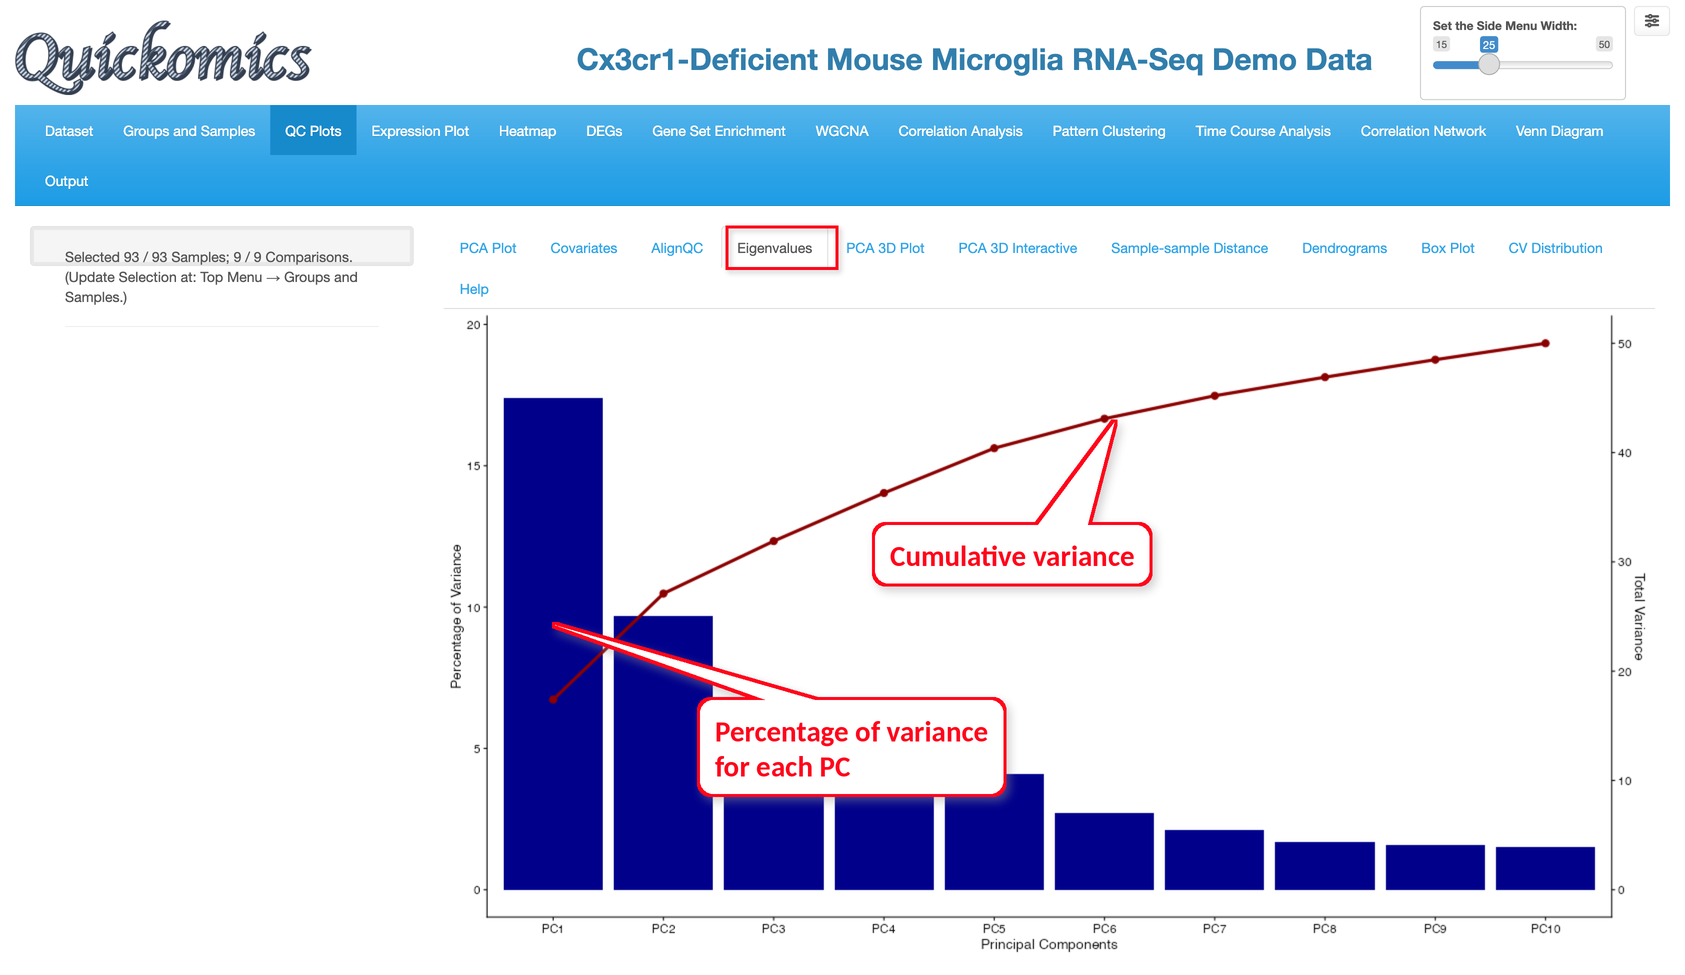 Quickomics
Cx3cr1-Deficient Mouse Microglia RNA-Seq Demo Data
Set the Side Menu Width:
15 25 50
Dataset Groups and Samples QC Plots Expression Plot Heatmap DEGs Gene Set Enrichment WGCNA Correlation Analysis Pattern Clustering Time Course Analysis Correlation Network Venn Diagram
Output
Selected 93 / 93 Samples; 9 / 9 Comparisons.
(Update Selection at: Top Menu → Groups and
Samples.)
PCA Plot Covariates AlignQC Eigenvalues PCA 3D Plot PCA 3D Interactive Sample-sample Distance Dendrograms Box Plot CV Distribution
Help
20
15
10
5
0
Percentage of Variance
50
40
30
20
10
0
Total Variance
Cumulative variance
Percentage of variance
for each PC
PC1 PC2 PC3 PC4 PC5 PC6 PC7 PC8 PC9 PC10
Principal Components